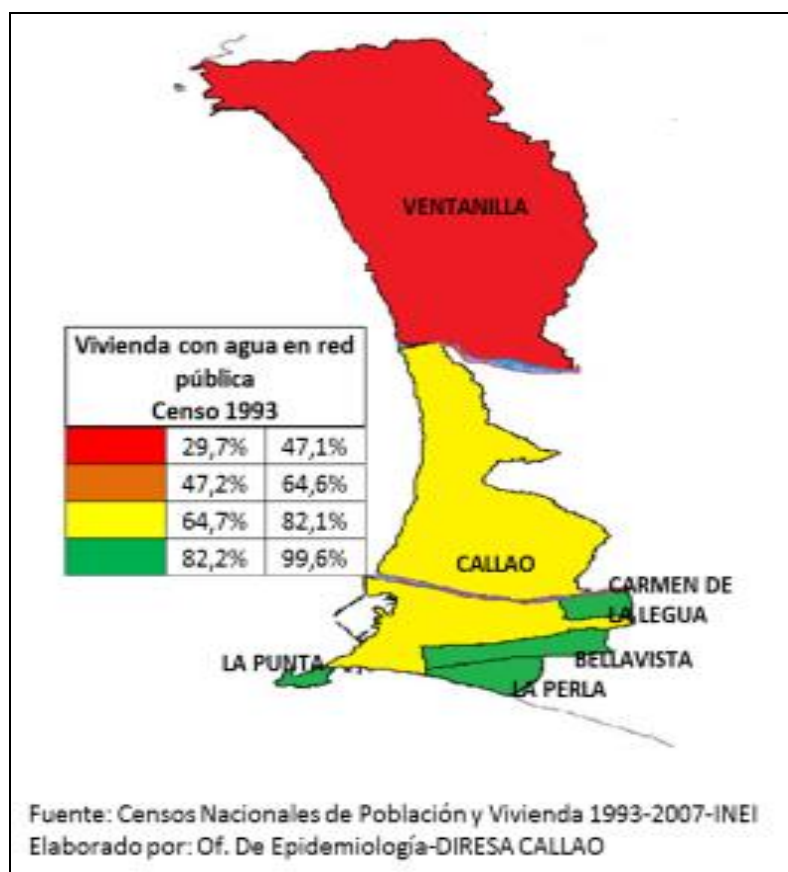 VENTANILLA
Vivienda con agua en red
pública
Censo 1993
29,7% 47,1%
47,2% 64,6%
64,7% 82,1%
82,2% 99,6%
CALLAO
CARMEN DE
LA LEGUA
LA PUNTA
BELLAVISTA
LA PERLA
Fuente: Censos Nacionales de Población y Vivienda 1993-2007-INEI
Elaborado por: Of. De Epidemiología-DIRESA CALLAO